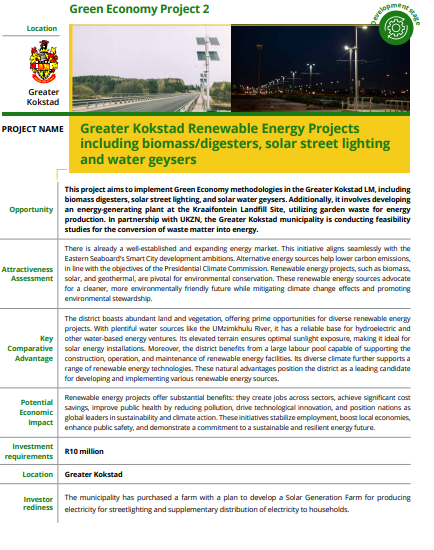 Green Economy Project 2
Development stage
Location
Greater
Kokstad
PROJECT NAME
Greater Kokstad Renewable Energy Projects
including biomass/digesters, solar street lighting
and water geysers
Opportunity
This project aims to implement Green Economy methodologies in the Greater Kokstad LM, including
biomass digesters, solar street lighting, and solar water geysers. Additionally, it involves developing
an energy-generating plant at the Kraaifontein Landfill Site, utilizing garden waste for energy
production. In partnership with UKZN, the Greater Kokstad municipality is conducting feasibility
studies for the conversion of waste matter into energy.
Attractiveness
Assessment
There is already a well-established and expanding energy market. This initiative aligns seamlessly with the
Eastern Seaboard's Smart City development ambitions. Alternative energy sources help lower carbon emissions,
in line with the objectives of the Presidential Climate Commission. Renewable energy projects, such as biomass,
solar, and geothermal, are pivotal for environmental conservation. These renewable energy sources advocate
for a cleaner, more environmentally friendly future while mitigating climate change effects and promoting
environmental stewardship.
Key
Comparative
Advantage
The district boasts abundant land and vegetation, offering prime opportunities for diverse renewable energy
projects. With plentiful water sources like the UMzimkhulu River, it has a reliable base for hydroelectric and
other water-based energy ventures. Its elevated terrain ensures optimal sunlight exposure, making it ideal for
solar energy installations. Moreover, the district benefits from a large labour pool capable of supporting the
construction, operation, and maintenance of renewable energy facilities. Its diverse climate further supports a
range of renewable energy technologies. These natural advantages position the district as a leading candidate
for developing and implementing various renewable energy sources.
Potential
Economic
Impact
Renewable energy projects offer substantial benefits: they create jobs across sectors, achieve significant cost
savings, improve public health by reducing pollution, drive technological innovation, and position nations as
global leaders in sustainability and climate action. These initiatives stabilize employment, boost local economies,
enhance public safety, and demonstrate a commitment to a sustainable and resilient energy future.
Investment
requirements
R10 million
Location
Greater Kokstad
Investor
rediness
The municipality has purchased a farm with a plan to develop a Solar Generation Farm for producing
electricity for streetlighting and supplementary distribution of electricity to households.